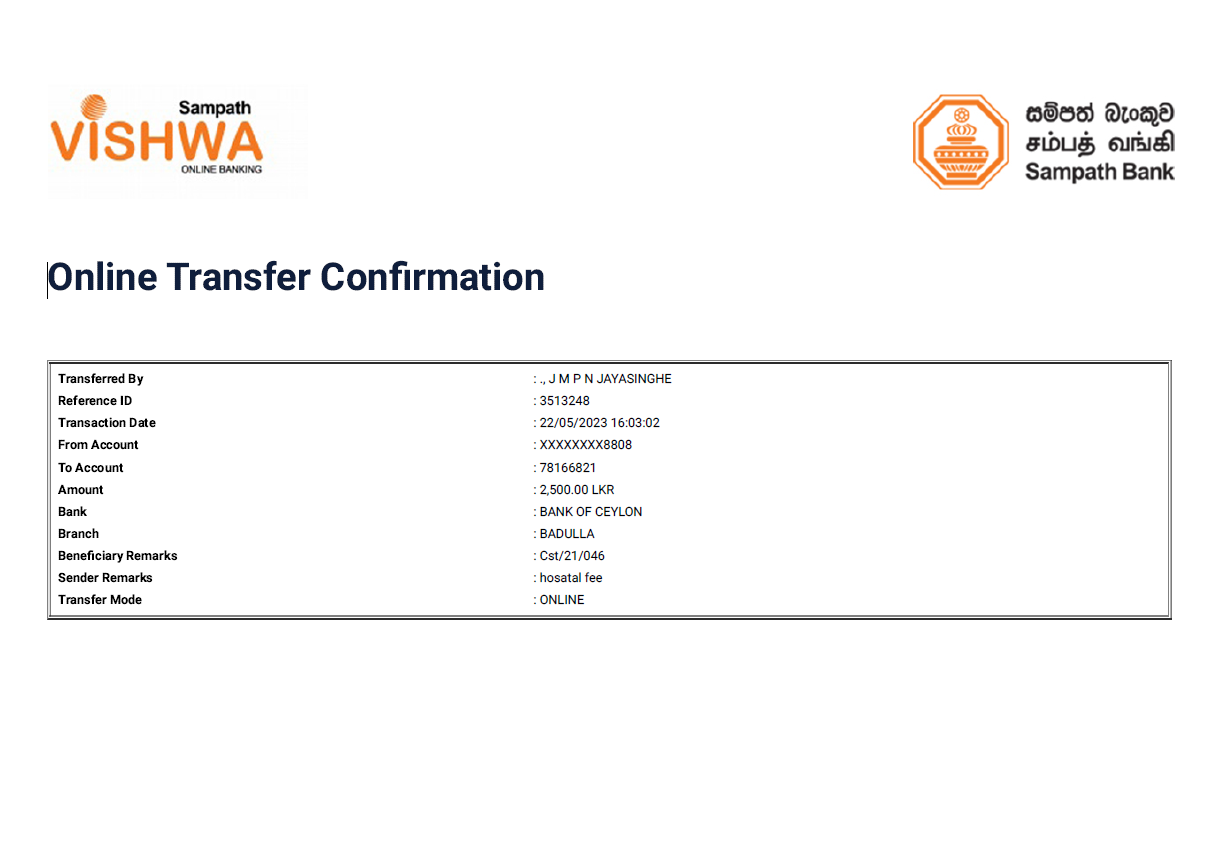 Sampath
VISHWA
ONLINE BANKING
සම්පත් බැංකුව
சம்பத் வங்கி
Sampath Bank
Online Transfer Confirmation
Transferred By : ., J M P N JAYASINGHE
Reference ID : 3513248
Transaction Date : 22/05/2023 16:03:02
From Account : XXXXXXXX8808
To Account : 78166821
Amount : 2,500.00 LKR
Bank : BANK OF CEYLON
Branch : BADULLA
Beneficiary Remarks : Cst/21/046
Sender Remarks : hosatal fee
Transfer Mode : ONLINE